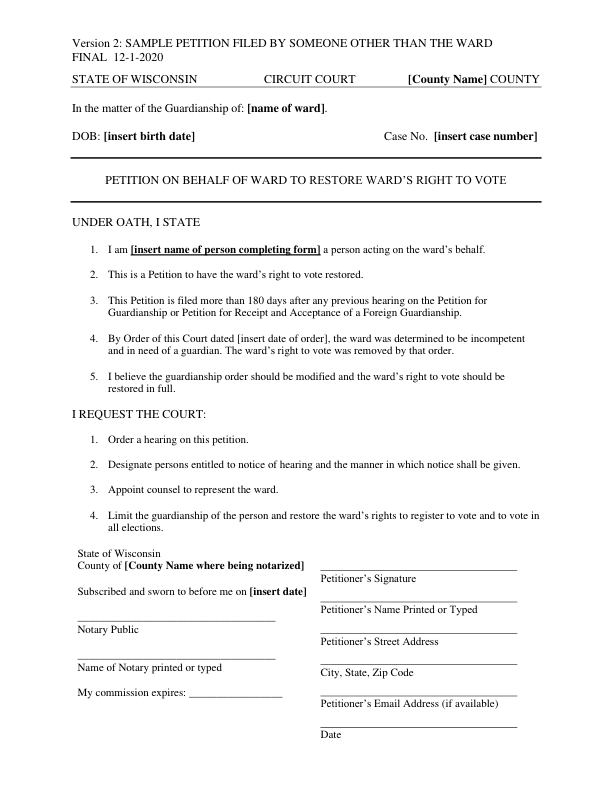 Version 2: SAMPLE PETITION FILED BY SOMEONE OTHER THAN THE WARD
FINAL  12-1-2020
STATE OF WISCONSIN CIRCUIT COURT [County Name] COUNTY
In the matter of the Guardianship of: [name of ward].
DOB: [insert birth date] Case No.  [insert case number]
PETITION ON BEHALF OF WARD TO RESTORE WARD'S RIGHT TO VOTE
UNDER OATH, I STATE
1. I am [insert name of person completing form] a person acting on the ward's behalf.
2. This is a Petition to have the ward's right to vote restored.
3. This Petition is filed more than 180 days after any previous hearing on the Petition for
Guardianship or Petition for Receipt and Acceptance of a Foreign Guardianship.
4. By Order of this Court dated [insert date of order], the ward was determined to be incompetent
and in need of a guardian. The ward's right to vote was removed by that order.
5. I believe the guardianship order should be modified and the ward's right to vote should be
restored in full.
I REQUEST THE COURT:
1. Order a hearing on this petition.
2. Designate persons entitled to notice of hearing and the manner in which notice shall be given.
3. Appoint counsel to represent the ward.
4. Limit the guardianship of the person and restore the ward's rights to register to vote and to vote in
all elections.
State of Wisconsin
County of [County Name where being notarized]
Subscribed and sworn to before me on [insert date]
____________________________________
Notary Public
____________________________________
Name of Notary printed or typed
My commission expires: _________________
____________________________________
Petitioner's Signature
____________________________________
Petitioner's Name Printed or Typed
____________________________________
Petitioner's Street Address
____________________________________
City, State, Zip Code
____________________________________
Petitioner's Email Address (if available)
____________________________________
Date